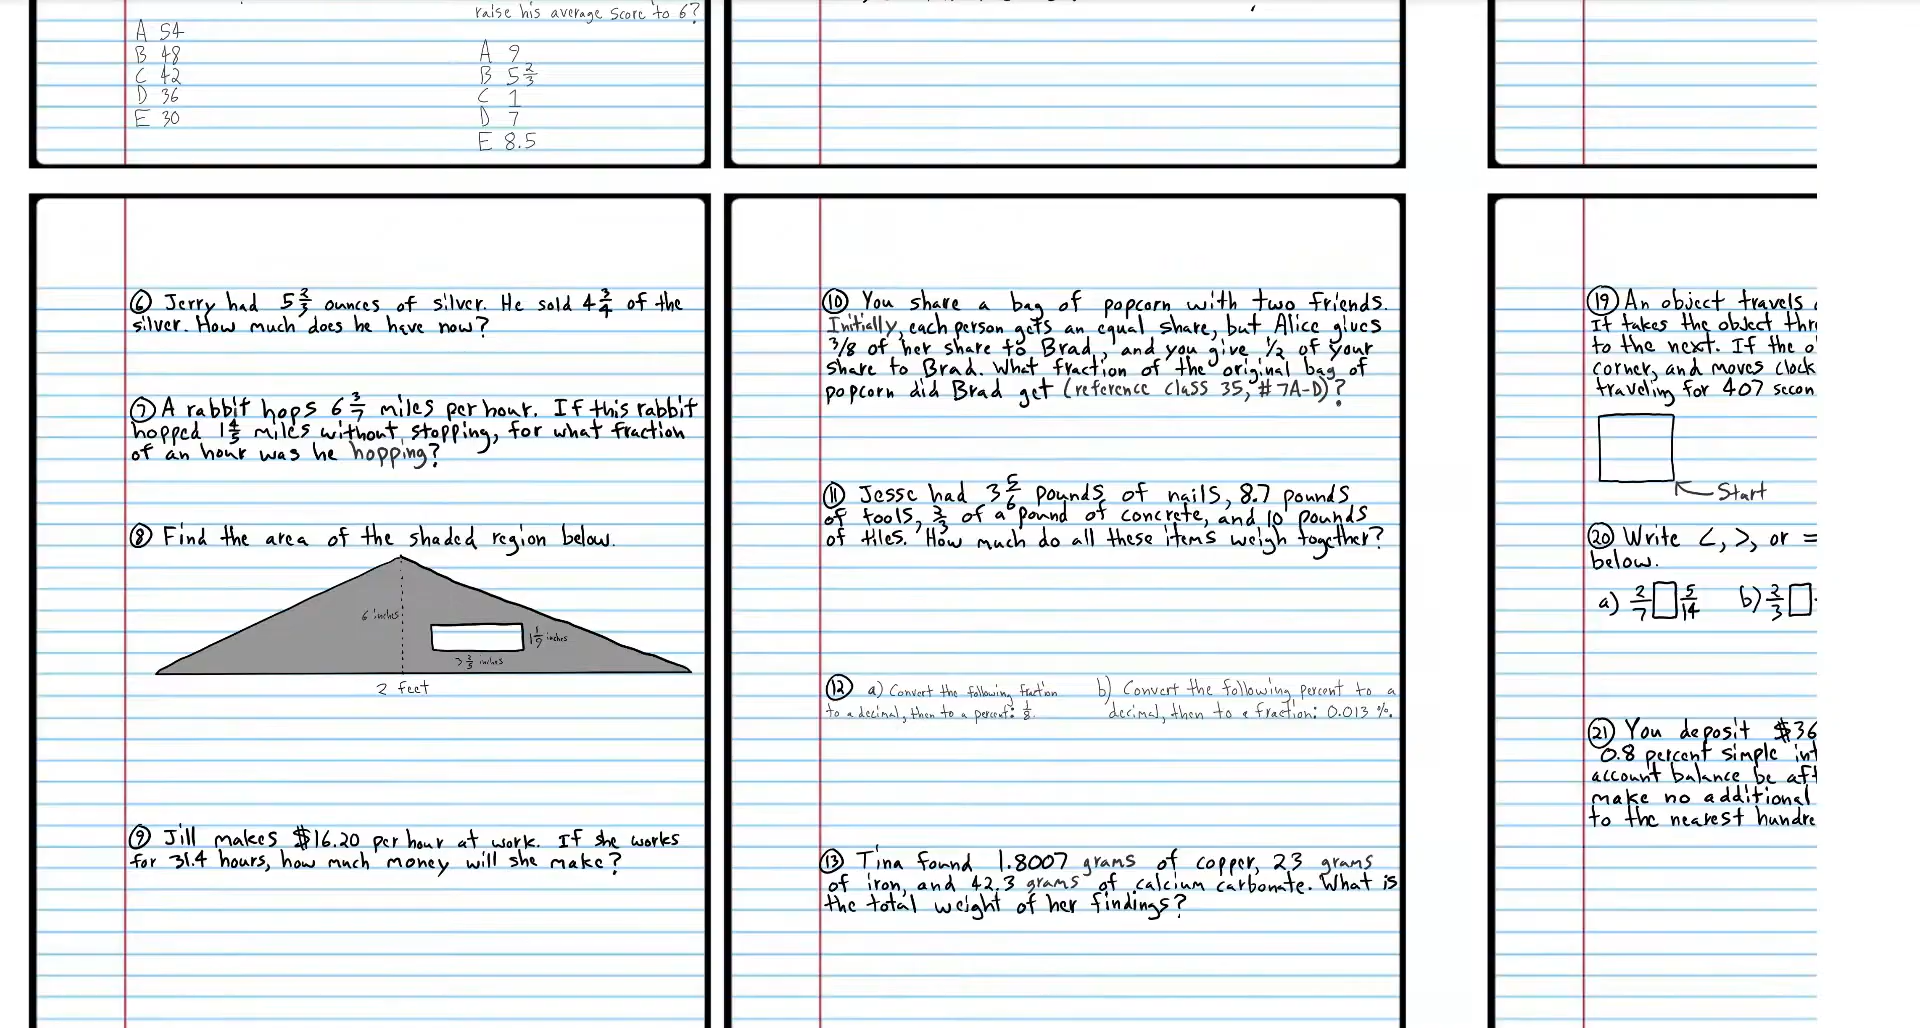 raise his average score to 6?
A 54
B 48
C 42
D 36
E 30
A 9
B 5 2/3
C 1
D 7
E 8.5
⑥ Jerry had 5 2/3 ounces of silver. He sold 4 3/4 of the
silver. How much does he have now?
⑦ A rabbit hops 6 3/7 miles per hour. If this rabbit
hopped 1 4/5 miles without stopping, for what fraction
of an hour was he hopping?
⑧ Find the area of the shaded region below.
6 inches
1 1/9 inches
2/5 inches
2 feet
⑨ Jill makes $16.20 per hour at work. If she works
for 31.4 hours, how much money will she make?
⑩ You share a bag of popcorn with two friends.
Initially, each person gets an equal share, but Alice gives
3/8 of her share to Brad, and you give 1/2 of your
share to Brad. What fraction of the original bag of
popcorn did Brad get (reference class 35, #7A-D)?
⑪ Jesse had 3 5/6 pounds of nails, 8.7 pounds
of tools, 2/3 of a pound of concrete, and 10 pounds
of tiles. How much do all these items weigh together?
⑫ a) Convert the following fraction
to a decimal, then to a percent: 1/8.
b) Convert the following percent to a
decimal, then to a fraction: 0.013 %.
⑬ Tina found 1.8007 grams of copper, 23 grams
of iron, and 42.3 grams of calcium carbonate. What is
the total weight of her findings?
⑲ An object travels
It takes the object thr
to the next. If the o
corner, and moves clock
traveling for 407 secon
Start
⑳ Write <, >, or =
below.
a) 2/7 □ 5/14 b) 2/3 □
㉑ You deposit $36
0.8 percent simple int
account balance be aft
make no additional
to the nearest hundre